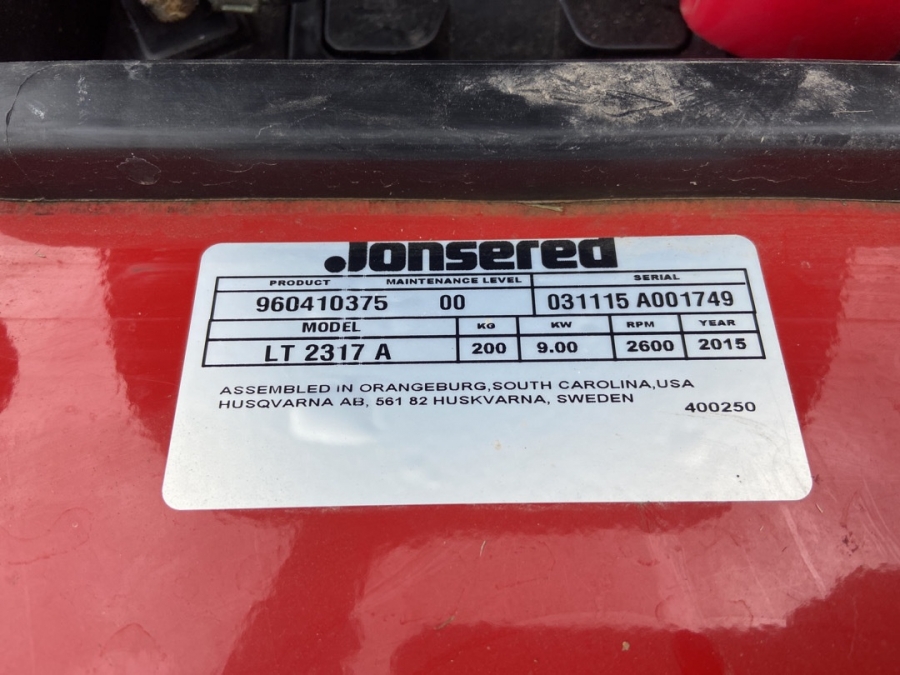 Jonsered
PRODUCT MAINTENANCE LEVEL SERIAL
960410375 00 031115 A001749
MODEL KG KW RPM YEAR
LT 2317 A 200 9.00 2600 2015
ASSEMBLED IN ORANGEBURG,SOUTH CAROLINA,USA
HUSQVARNA AB, 561 82 HUSKVARNA, SWEDEN
400250